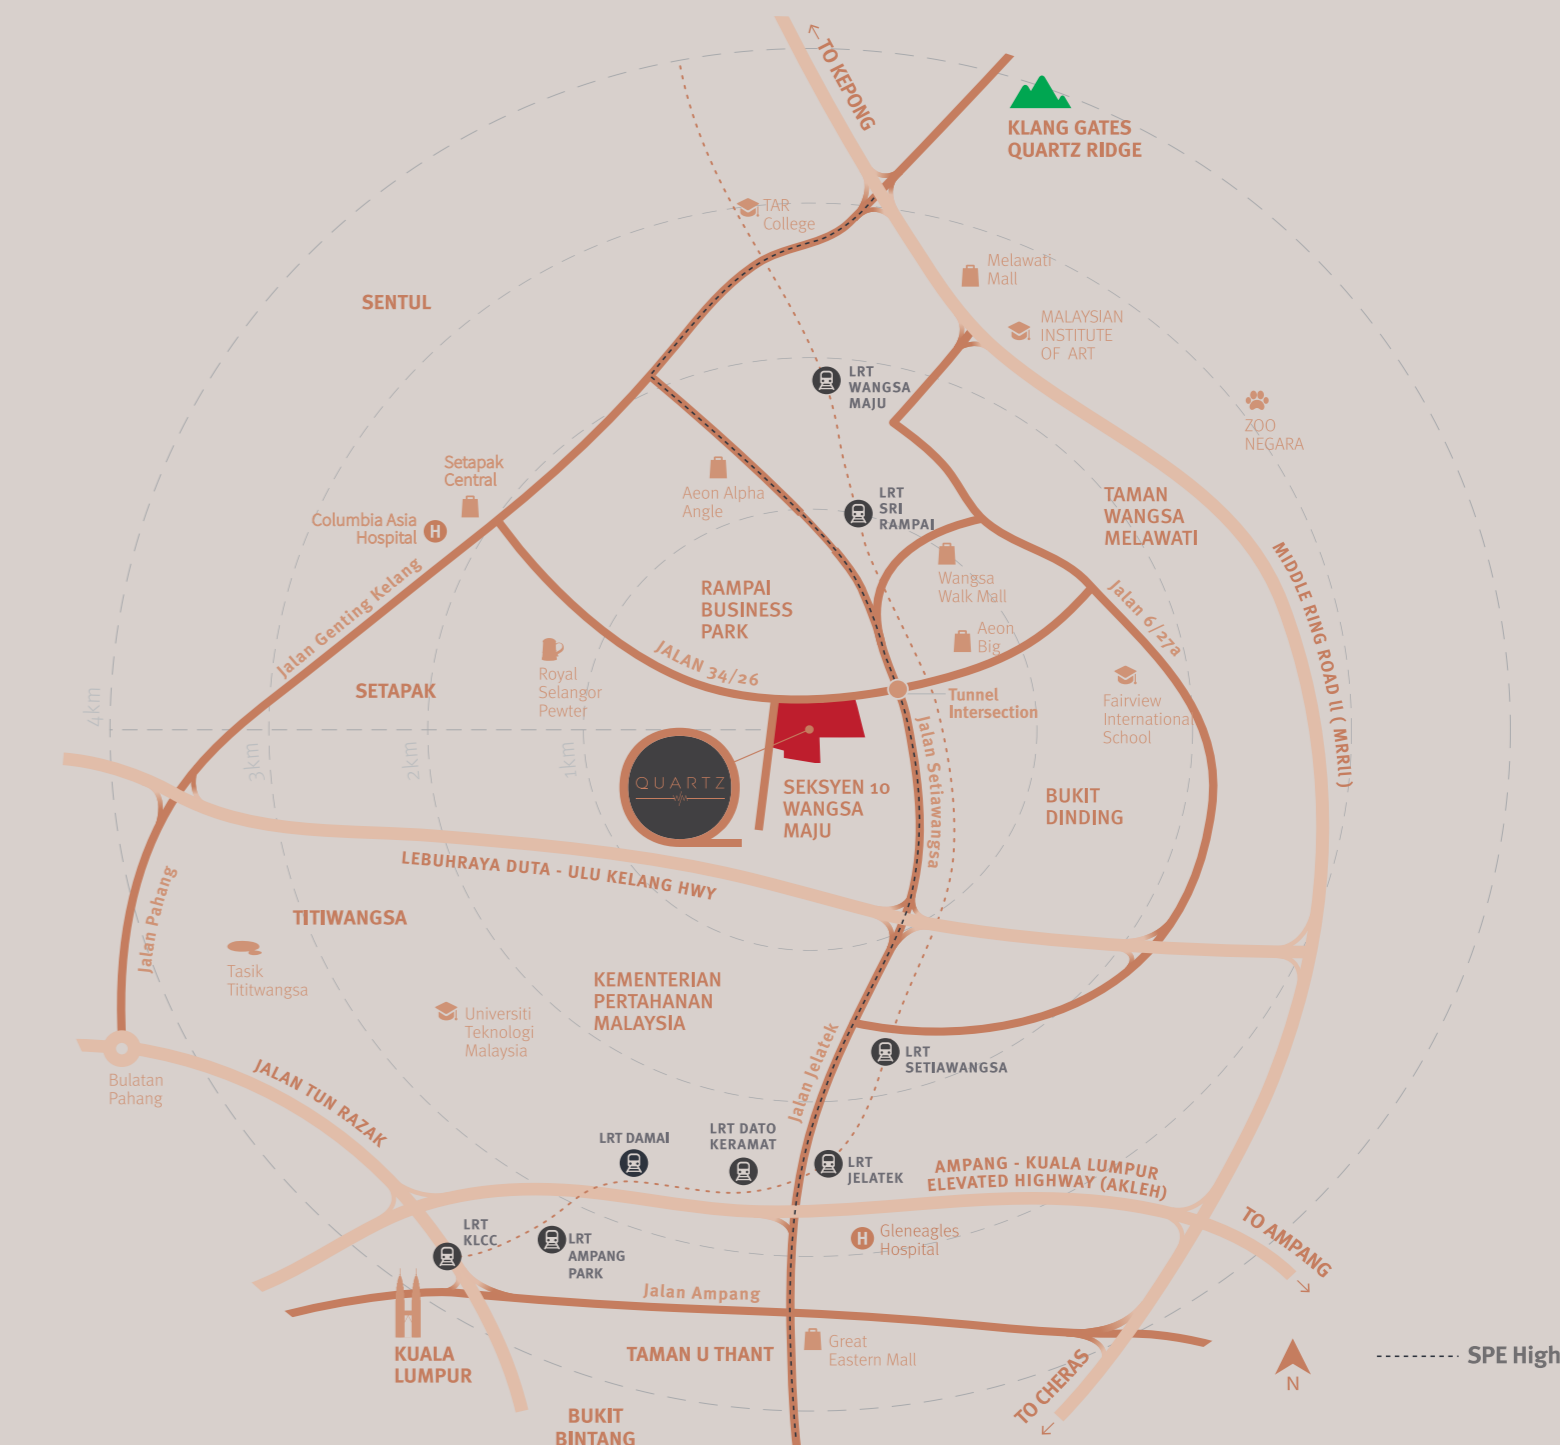 TO KEPONG
KLANG GATES
QUARTZ RIDGE
TAR
College
Melawati
Mall
SENTUL
MALAYSIAN
INSTITUTE
OF ART
LRT
WANGSA
MAJU
ZOO
NEGARA
Setapak
Central
Columbia Asia
Hospital
H
Aeon Alpha
Angle
LRT
SRI
RAMPAI
TAMAN
WANGSA
MELAWATI
Jalan Genting Kelang
RAMPAI
BUSINESS
PARK
Wangsa
Walk Mall
Jalan 6/27a
MIDDLE RING ROAD ll ( MRRll )
Aeon
Big
JALAN 34/26
Royal
Selangor
Pewter
SETAPAK
Tunnel
Intersection
Fairview
International
School
4km
3km
2km
1km
Jalan Setiawangsa
QUARTZ
SEKSYEN 10
WANGSA
MAJU
BUKIT
DINDING
LEBUHRAYA DUTA - ULU KELANG HWY
Jalan Pahang
TITIWANGSA
Tasik
Tititwangsa
KEMENTERIAN
PERTAHANAN
MALAYSIA
Universiti
Teknologi
Malaysia
Jalan Jelatek
LRT
SETIAWANGSA
Bulatan
Pahang
JALAN TUN RAZAK
LRT DAMAI
LRT DATO
KERAMAT
LRT
JELATEK
AMPANG - KUALA LUMPUR
ELEVATED HIGHWAY (AKLEH)
LRT
KLCC
LRT
AMPANG
PARK
H
Gleneagles
Hospital
TO AMPANG
Jalan Ampang
KUALA
LUMPUR
TAMAN U THANT
Great
Eastern Mall
TO CHERAS
N
SPE High
BUKIT
BINTANG